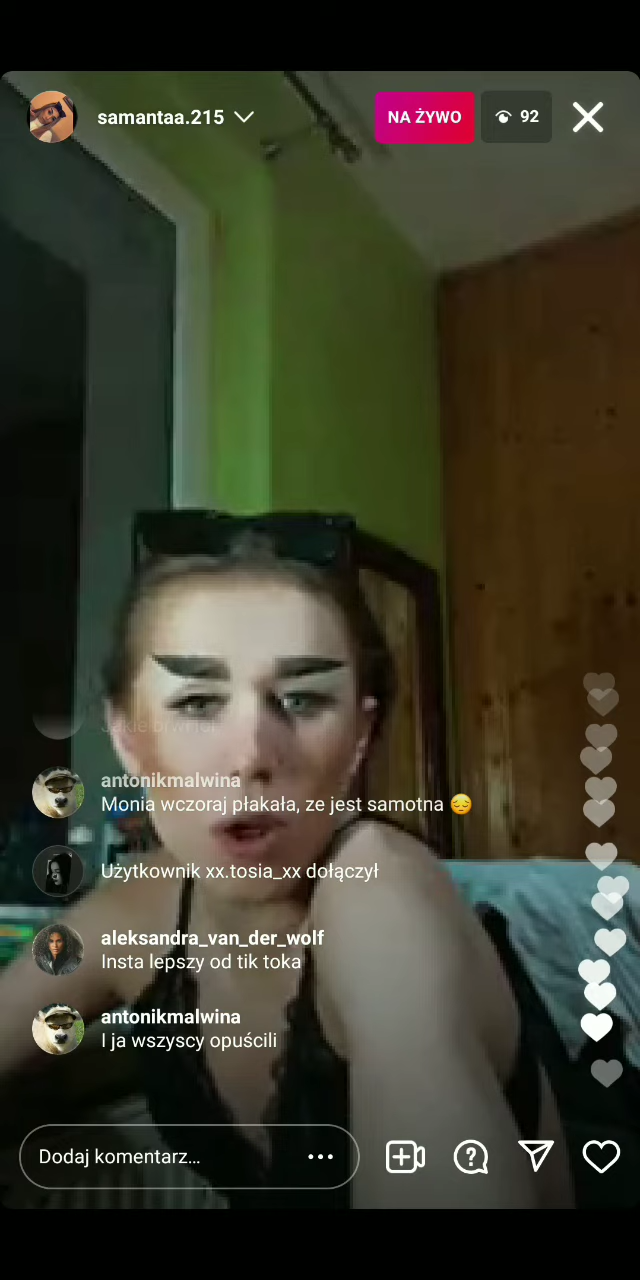 samantaa.215
NA ŻYWO
92
antonikmalwina
Monia wczoraj płakała, ze jest samotna 😔
Użytkownik xx.tosia_xx dołączył
aleksandra_van_der_wolf
Insta lepszy od tik toka
antonikmalwina
I ja wszyscy opuścili
Dodaj komentarz...